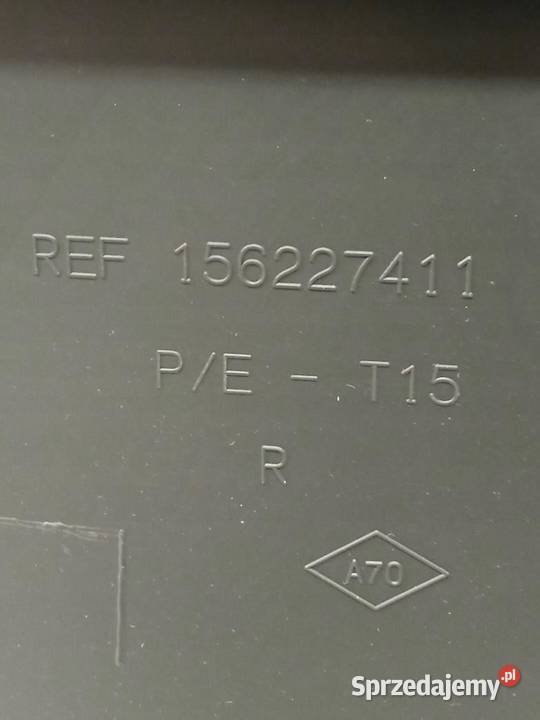 REF 156227411
P/E - T15
R
A70
Sprzedajemy.pl